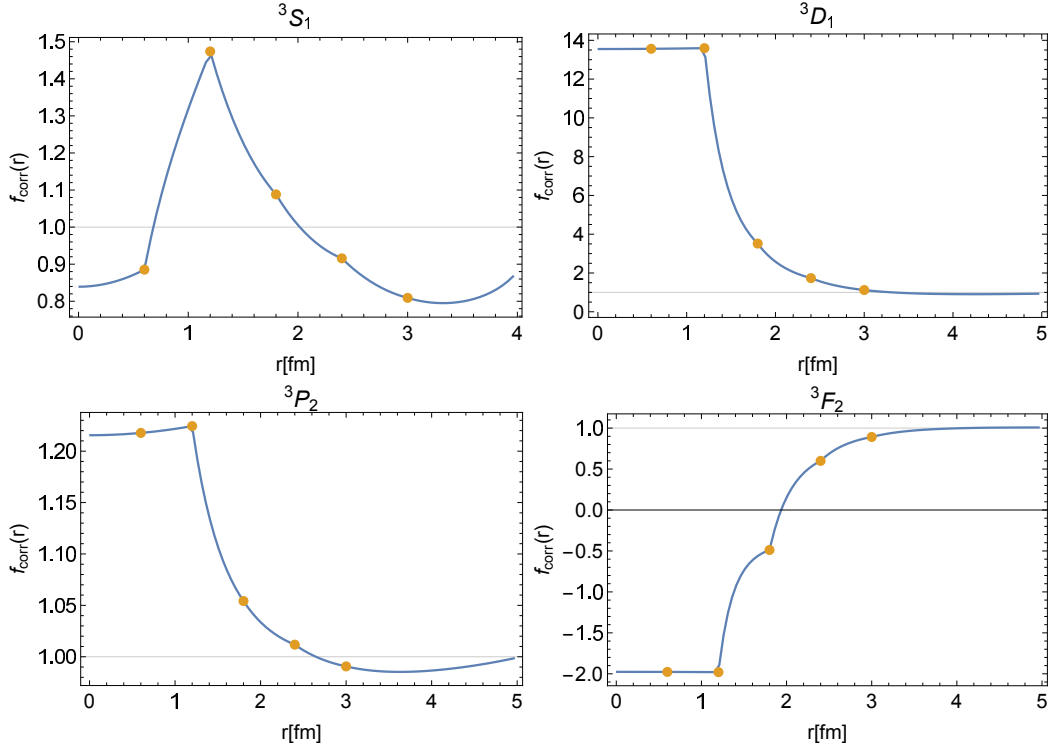 ³S₁
1.5
1.4
1.3
1.2
1.1
1.0
0.9
0.8
f_corr(r)
0 1 2 3 4
r[fm]
³D₁
14
12
10
8
6
4
2
0
f_corr(r)
0 1 2 3 4 5
r[fm]
³P₂
1.20
1.15
1.10
1.05
1.00
f_corr(r)
0 1 2 3 4 5
r[fm]
³F₂
1.0
0.5
0.0
−0.5
−1.0
−1.5
−2.0
f_corr(r)
0 1 2 3 4 5
r[fm]